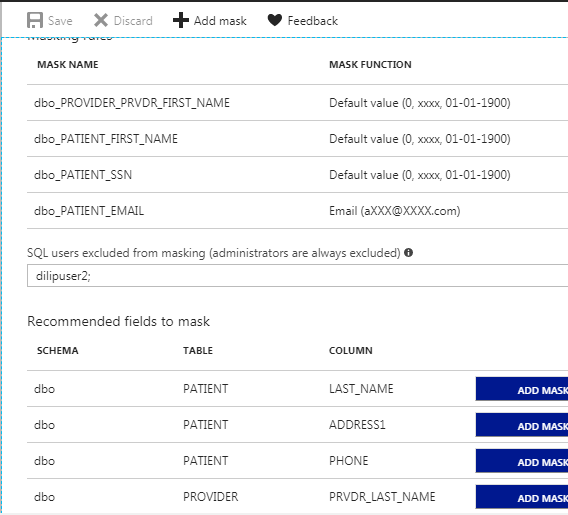 Save Discard Add mask Feedback
Masking rules
MASK NAME MASK FUNCTION
dbo_PROVIDER_PRVDR_FIRST_NAME Default value (0, xxxx, 01-01-1900)
dbo_PATIENT_FIRST_NAME Default value (0, xxxx, 01-01-1900)
dbo_PATIENT_SSN Default value (0, xxxx, 01-01-1900)
dbo_PATIENT_EMAIL Email (aXXX@XXXX.com)
SQL users excluded from masking (administrators are always excluded)
dilipuser2;
Recommended fields to mask
SCHEMA TABLE COLUMN
dbo PATIENT LAST_NAME ADD MASK
dbo PATIENT ADDRESS1 ADD MASK
dbo PATIENT PHONE ADD MASK
dbo PROVIDER PRVDR_LAST_NAME ADD MASK